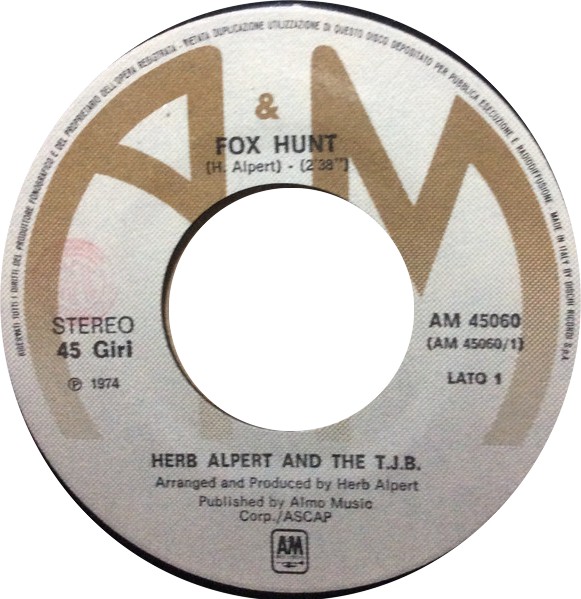 RISERVATI TUTTI I DIRITTI DEL PRODUTTORE FONOGRAFICO E DEL PROPRIETARIO DELL'OPERA REGISTRATA - VIETATA DUPLICAZIONE UTILIZZAZIONE DI QUESTO DISCO DEPOSITATO PER PUBBLICA ESECUZIONE E RADIODIFFUSIONE - MADE IN ITALY BY DISCHI RICORDI S.P.A.
A & M
FOX HUNT
(H. Alpert) - (2'38")
STEREO
45 Giri
℗ 1974
AM 45060
(AM 45060/1)
LATO 1
HERB ALPERT AND THE T.J.B.
Arranged and Produced by Herb Alpert
Published by Almo Music
Corp./ASCAP
AM